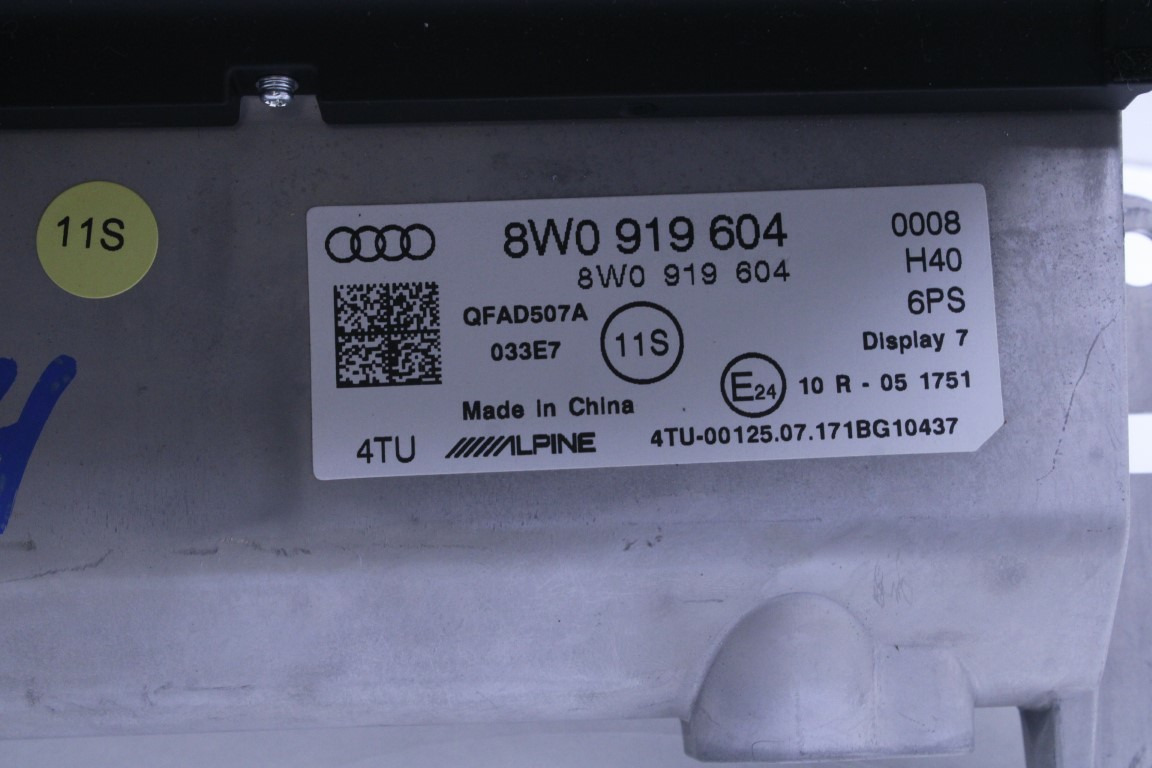 11S
8W0 919 604
0008
8W0 919 604
H40
QFAD507A
6PS
033E7
11S
Display 7
E24
10 R - 05 1751
Made in China
4TU
ALPINE
4TU-00125.07.171BG10437